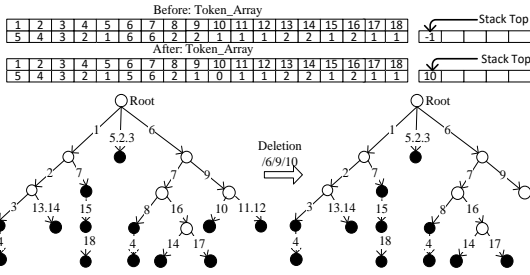 Before: Token_Array
1 2 3 4 5 6 7 8 9 10 11 12 13 14 15 16 17 18
5 4 3 2 1 5 6 2 2 1 1 1 2 2 1 2 1 1
-1
Stack Top
After: Token_Array
1 2 3 4 5 6 7 8 9 10 11 12 13 14 15 16 17 18
5 4 3 2 1 6 6 2 1 0 1 1 2 2 1 2 1 1
10
Stack Top
Root
1 5.2.3 6
2 7 7 9
3 13.14 15 8 16 10 11.12
4 18 4 14 17
Deletion
/6/9/10
Root
1 5.2.3 6
2 7 7 9
3 13.14 15 8 16
4 18 4 14 17